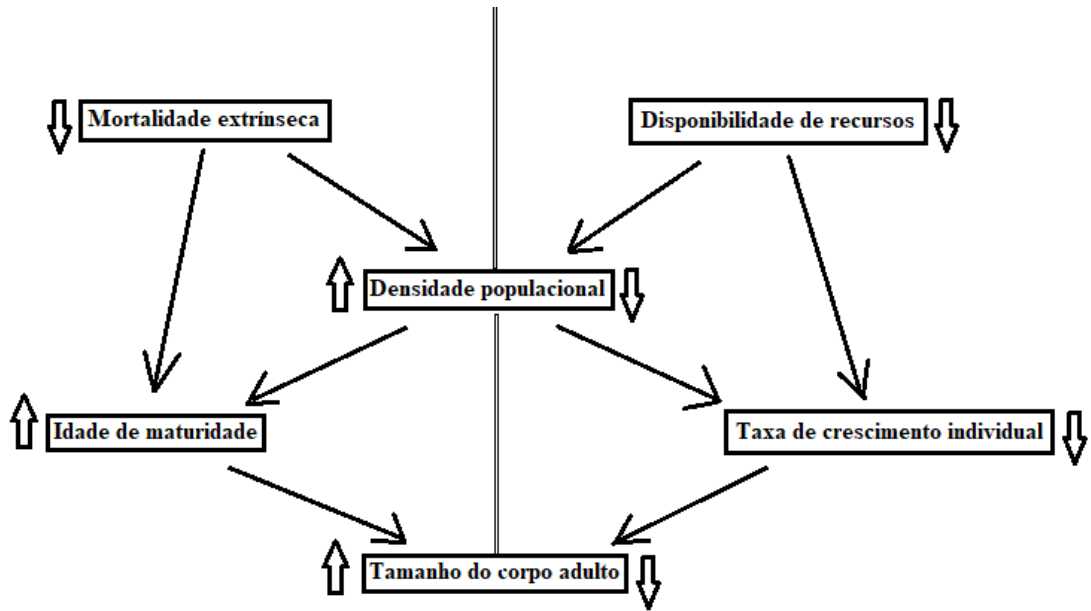 Mortalidade extrínseca
Disponibilidade de recursos
Densidade populacional
Idade de maturidade
Taxa de crescimento individual
Tamanho do corpo adulto